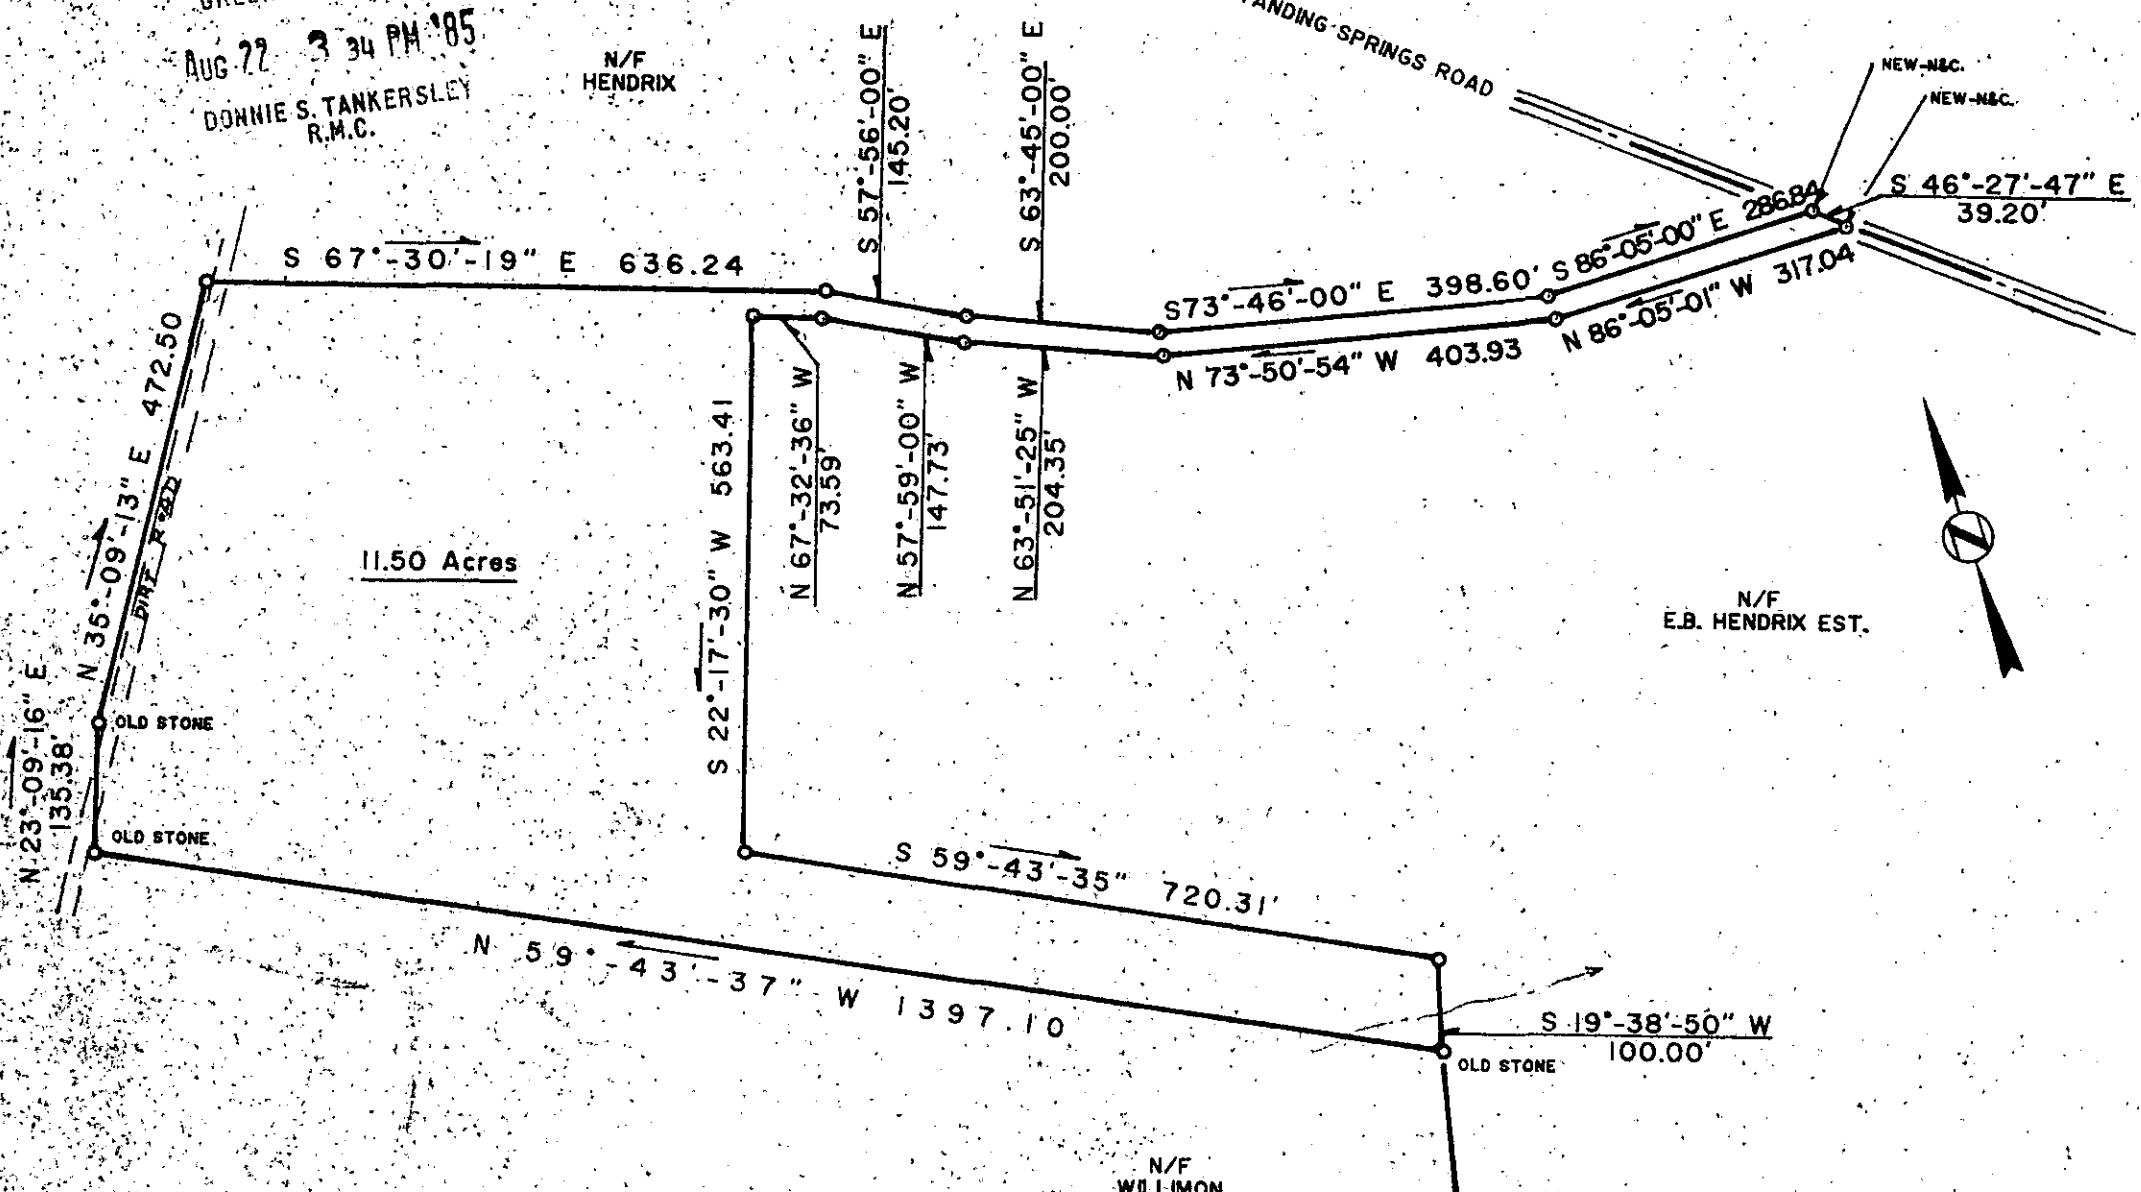 AUG 22 3 34 PM '85
DONNIE S. TANKERSLEY
R.M.C.
N/F
HENDRIX
S 57°-56'-00" E
145.20'
S 63°-45'-00" E
200.00'
SPRINGS ROAD
NEW-N&C.
NEW-N&C.
S 46°-27'-47" E
39.20'
S 67°-30'-19" E 636.24
S73°-46'-00" E 398.60'
S 86°-05'-00" E 286.84
N 86°-05'-01" W 317.04
N 73°-50'-54" W 403.93
N 35°-09'-13" E 472.50
DIRT ROAD
11.50 Acres
S 22°-17'-30" W 563.41
N 67°-32'-36" W
73.59'
N 57°-59'-00" W
147.73'
N 63°-51'-25" W
204.35'
N
N/F
E.B. HENDRIX EST.
N 23°-09'-16" E
135.38'
OLD STONE
OLD STONE
S 59°-43'-35" 720.31'
N 59°-43'-37" W 1397.10
S 19°-38'-50" W
100.00'
OLD STONE
N/F
WILLIMON